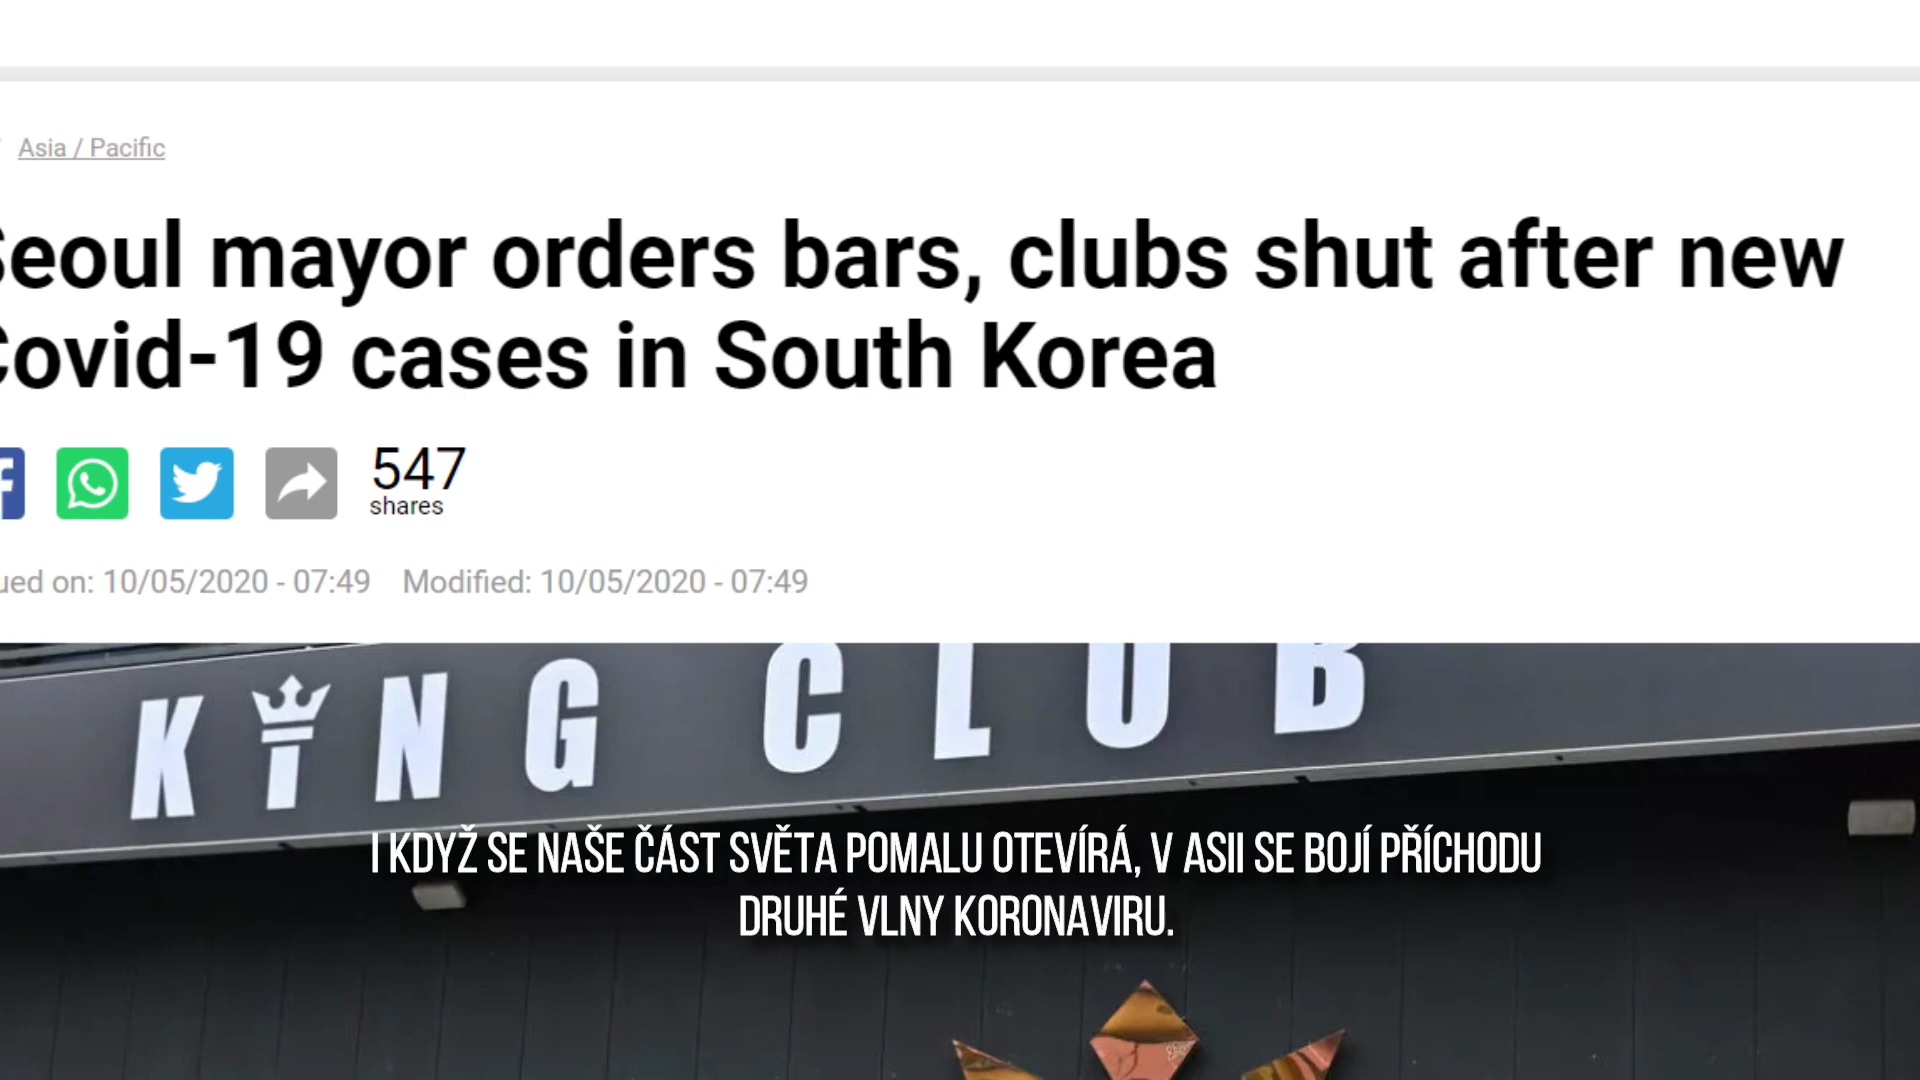 Asia / Pacific
Seoul mayor orders bars, clubs shut after new
Covid-19 cases in South Korea
547
shares
ued on: 10/05/2020 - 07:49 Modified: 10/05/2020 - 07:49
KING CLUB
I KDYŽ SE NAŠE ČÁST SVĚTA POMALU OTEVÍRÁ, V ASII SE BOJÍ PŘÍCHODU
DRUHÉ VLNY KORONAVIRU.